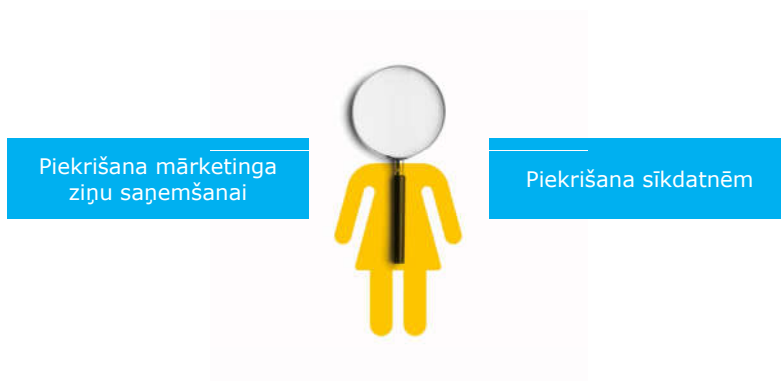 Piekrišana mārketinga
ziņu saņemšanai
Piekrišana sīkdatnēm